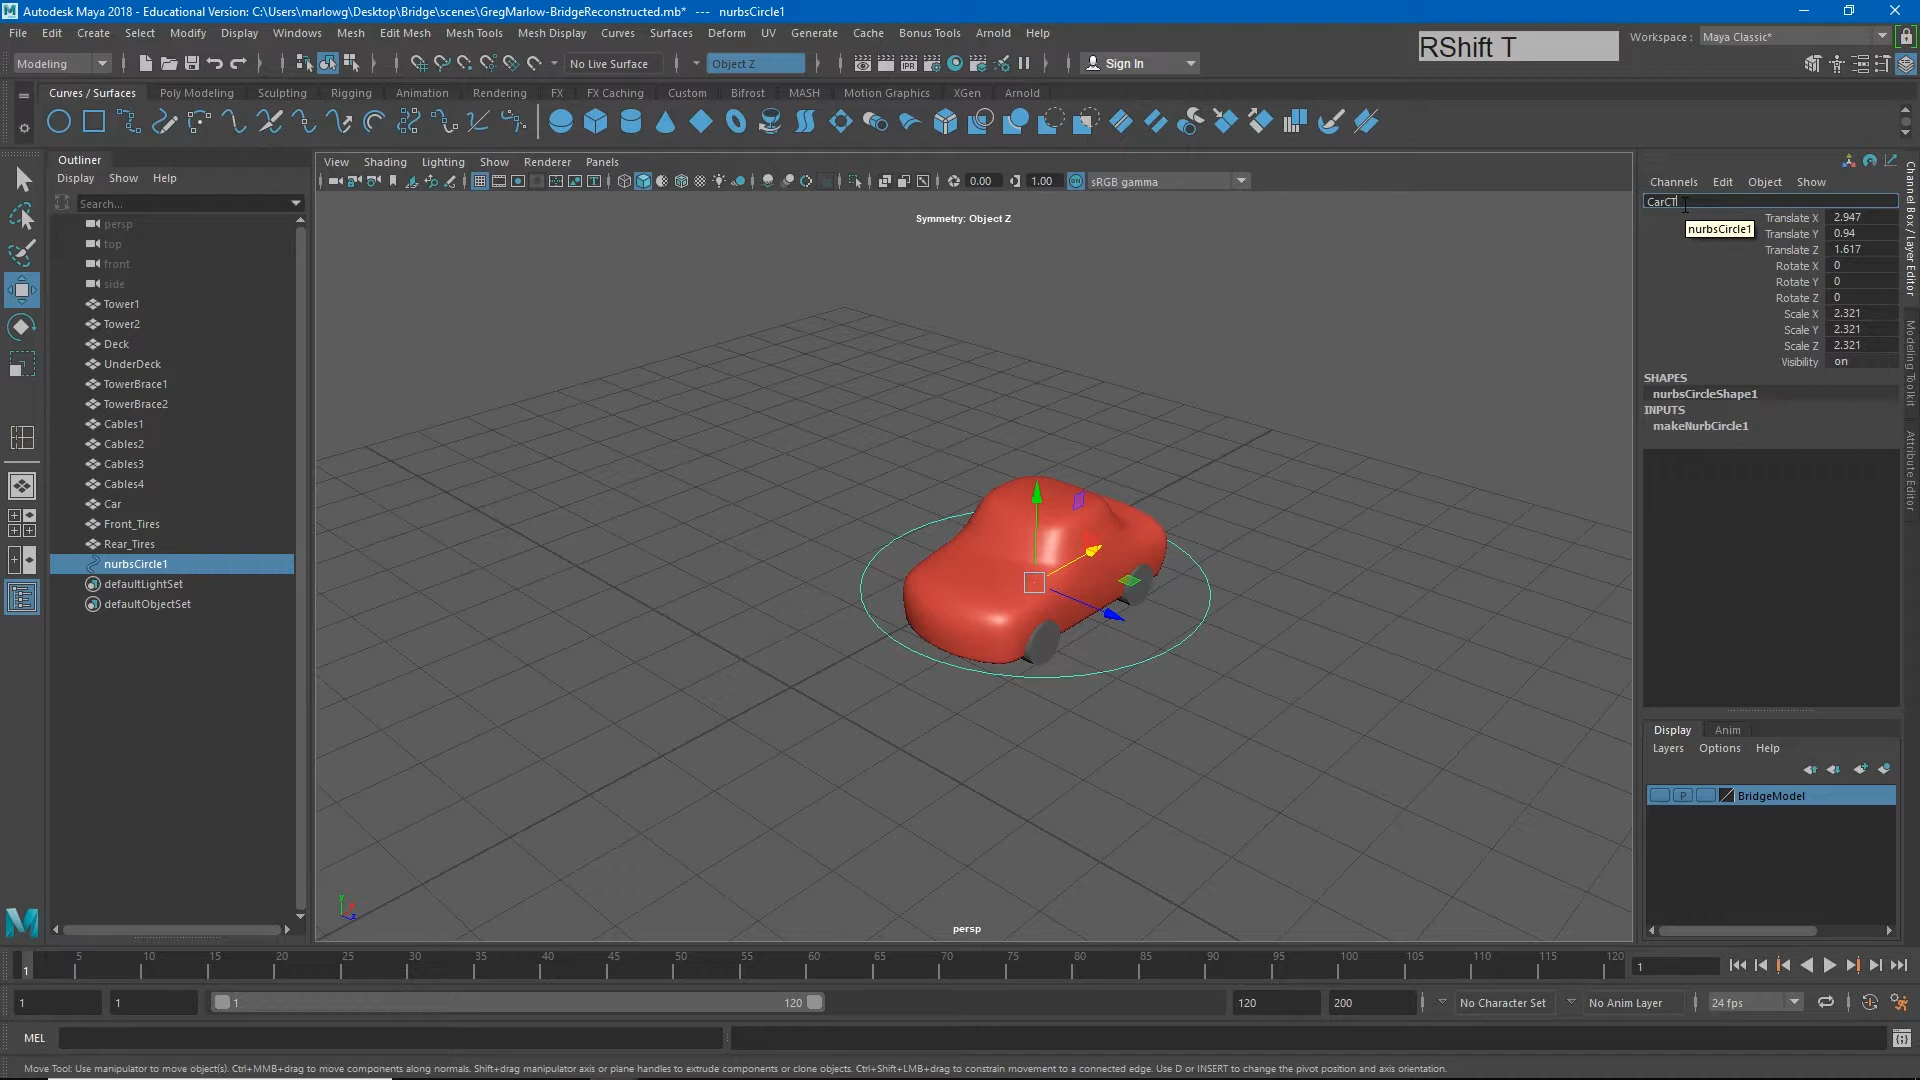 Autodesk Maya 2018 - Educational Version: C:\Users\marlowg\Desktop\Bridge\scenes\GregMarlow-BridgeReconstructed.mb* --- nurbsCircle1
File Edit Create Select Modify Display Windows Mesh Edit Mesh Mesh Tools Mesh Display Curves Surfaces Deform UV Generate Cache Bonus Tools Arnold Help
RShift T
Workspace : Maya Classic*
Modeling No Live Surface Object Z Sign In
Curves / Surfaces Poly Modeling Sculpting Rigging Animation Rendering FX FX Caching Custom Bifrost MASH Motion Graphics XGen Arnold
Outliner
Display Show Help
Search...
persp
top
front
side
Tower1
Tower2
Deck
UnderDeck
TowerBrace1
TowerBrace2
Cables1
Cables2
Cables3
Cables4
Car
Front_Tires
Rear_Tires
nurbsCircle1
defaultLightSet
defaultObjectSet
View Shading Lighting Show Renderer Panels
0.00 1.00 sRGB gamma
Symmetry: Object Z
persp
Channels Edit Object Show
CarCT
nurbsCircle1
Translate X 2.947
Translate Y 0.94
Translate Z 1.617
Rotate X 0
Rotate Y 0
Rotate Z 0
Scale X 2.321
Scale Y 2.321
Scale Z 2.321
Visibility on
SHAPES
nurbsCircleShape1
INPUTS
makeNurbCircle1
Channel Box / Layer Editor
Modeling Toolkit
Attribute Editor
Display Anim
Layers Options Help
P BridgeModel
5 10 15 20 25 30 35 40 45 50 55 60 65 70 75 80 85 90 95 100 105 110 115 120
1
1
1 1 1 120 120 200 No Character Set No Anim Layer 24 fps
MEL
Move Tool: Use manipulator to move object(s). Ctrl+MMB+drag to move components along normals. Shift+drag manipulator axis or plane handles to extrude components or clone objects. Ctrl+Shift+LMB+drag to constrain movement to a connected edge. Use D or INSERT to change the pivot position and axis orientation.